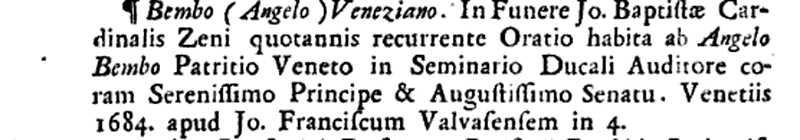 ¶ Bembo (Angelo) Veneziano. In Funere Jo. Baptiſtæ Car-
dinalis Zeni quotannis recurrente Oratio habita ab Angelo
Bembo Patritio Veneto in Seminario Ducali Auditore co-
ram Sereniſſimo Principe & Auguſtiſſimo Senatu. Venetiis
1684. apud Jo. Franciſcum Valvaſenſem in 4.